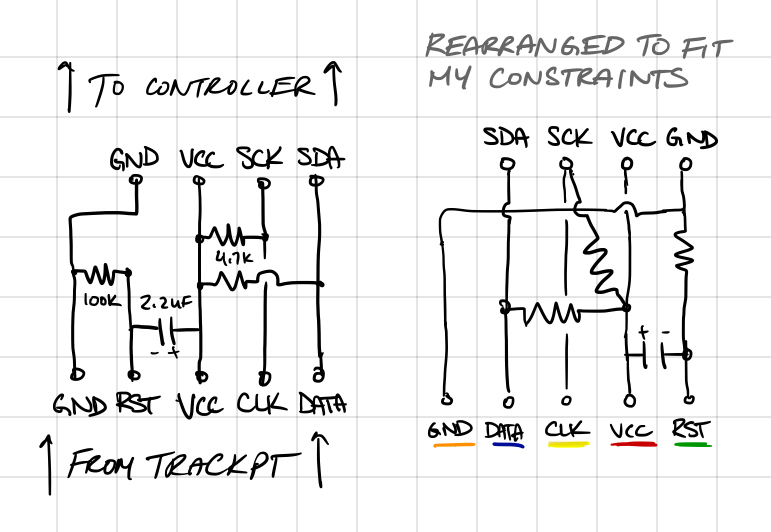 REARRANGED TO FIT
MY CONSTRAINTS
↑ TO CONTROLLER ↑
GND VCC SCK SDA
4.7K
100K
2.2uF
- +
GND RST VCC CLK DATA
↑ FROM TRACKPT ↑
SDA SCK VCC GND
+ -
GND DATA CLK VCC RST